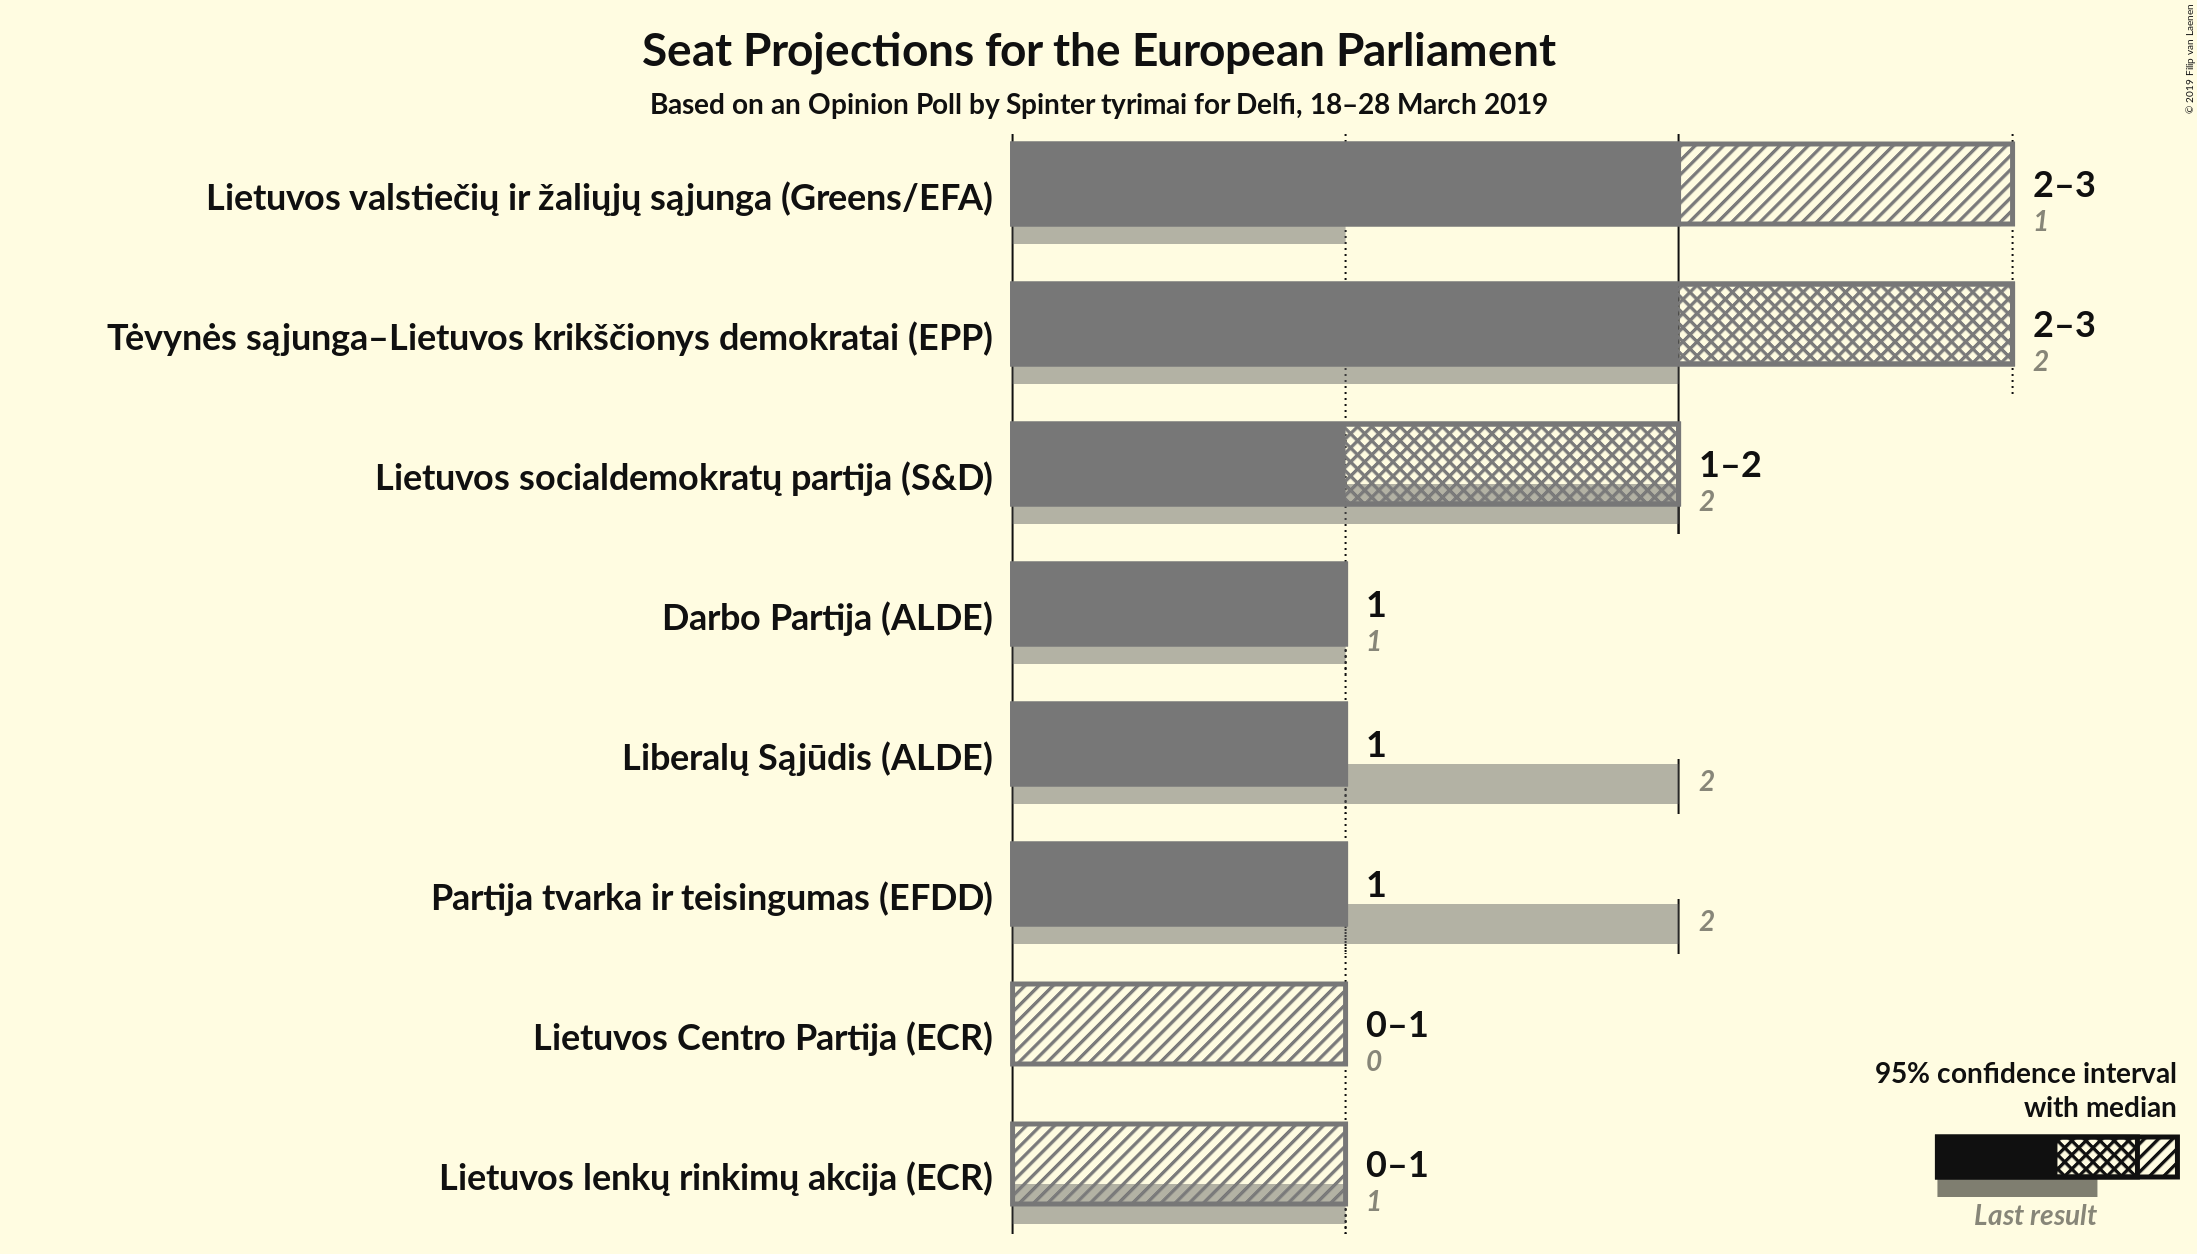 Seat Projections for the European Parliament
Based on an Opinion Poll by Spinter tyrimai for Delfi, 18–28 March 2019
© 2019 Filip van Laenen
Lietuvos valstiečių ir žaliųjų sąjunga (Greens/EFA)
2–3
1
Tėvynės sąjunga–Lietuvos krikščionys demokratai (EPP)
2–3
2
Lietuvos socialdemokratų partija (S&D)
1–2
2
Darbo Partija (ALDE)
1
1
Liberalų Sąjūdis (ALDE)
1
2
Partija tvarka ir teisingumas (EFDD)
1
2
Lietuvos Centro Partija (ECR)
0–1
0
Lietuvos lenkų rinkimų akcija (ECR)
0–1
1
95% confidence interval
with median
Last result